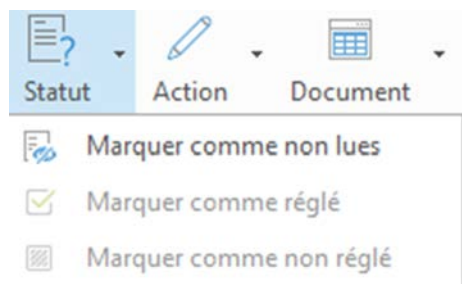 Statut Action Document
Marquer comme non lues
Marquer comme réglé
Marquer comme non réglé